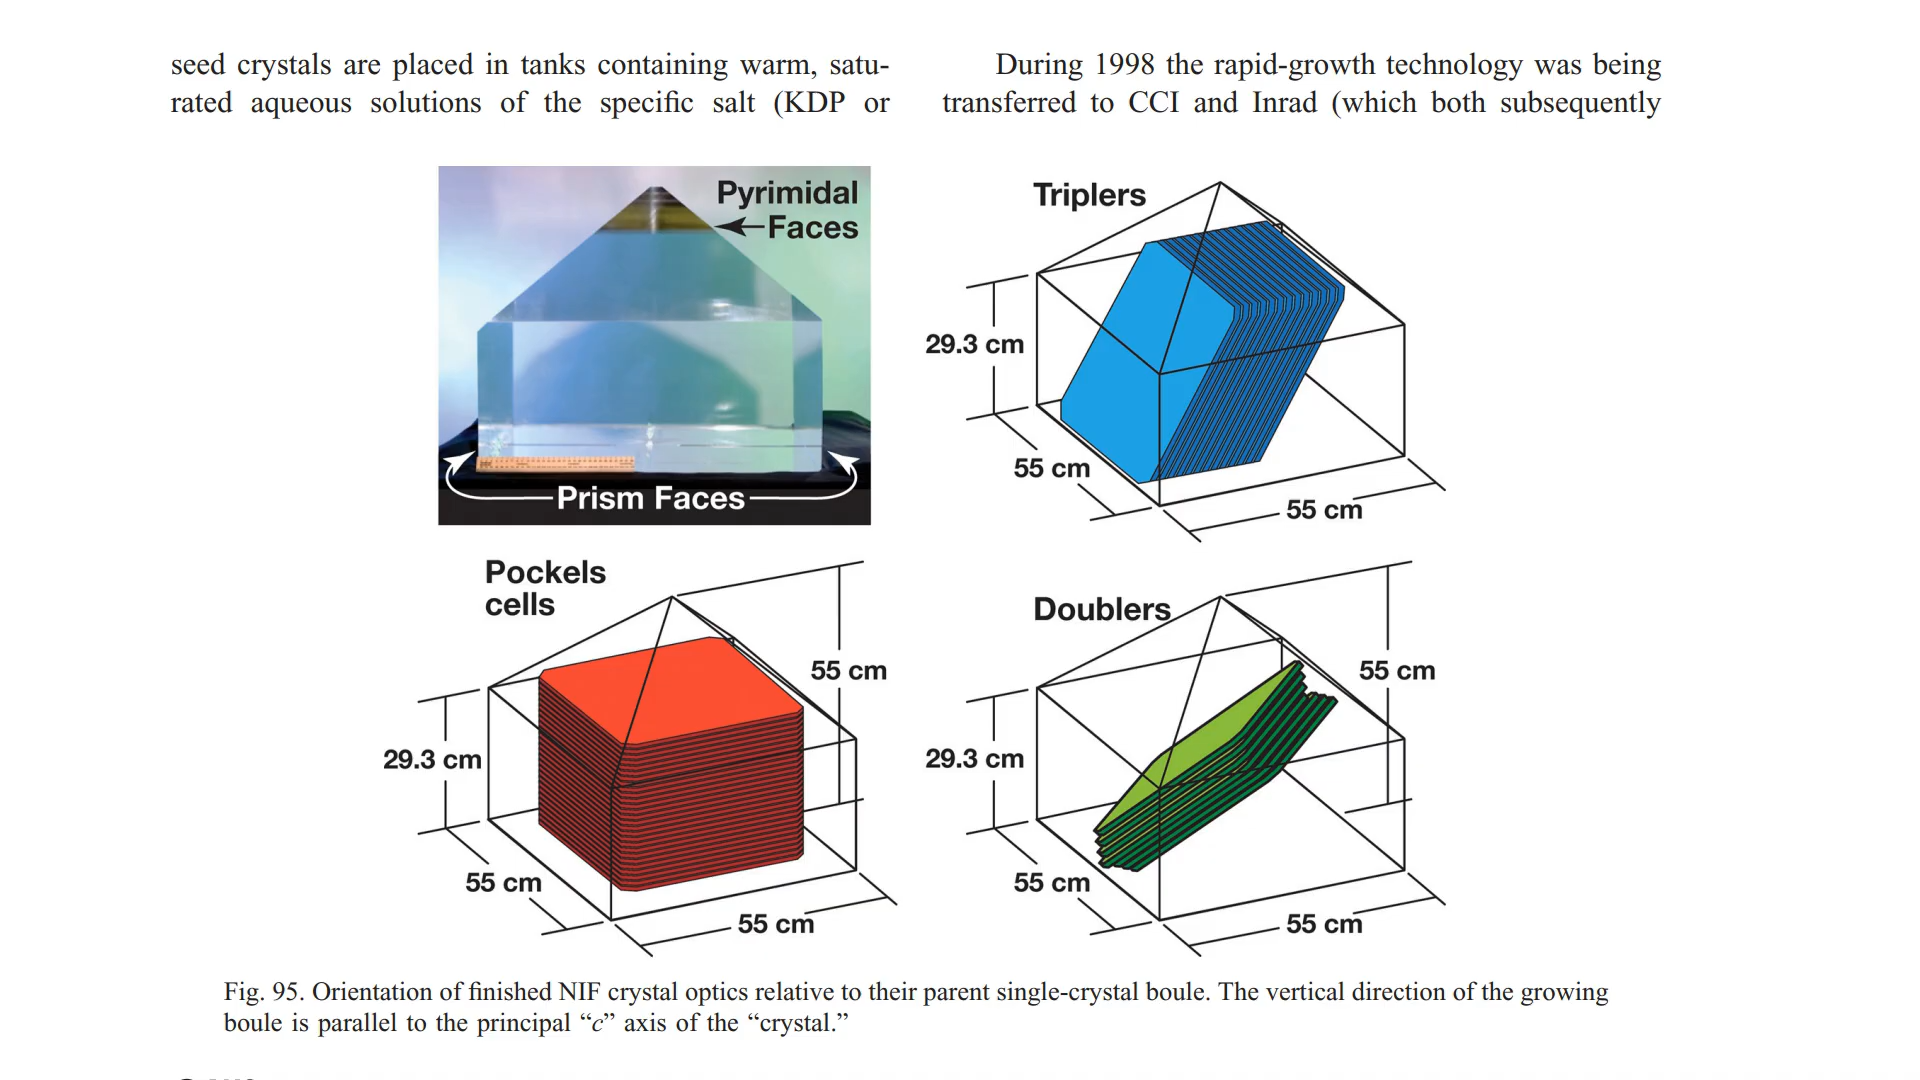 seed crystals are placed in tanks containing warm, satu-
rated aqueous solutions of the specific salt (KDP or
During 1998 the rapid-growth technology was being
transferred to CCI and Inrad (which both subsequently
Pyrimidal
Faces
Prism Faces
Triplers
29.3 cm
55 cm
55 cm
Pockels
cells
55 cm
29.3 cm
55 cm
55 cm
Doublers
55 cm
29.3 cm
55 cm
55 cm
Fig. 95. Orientation of finished NIF crystal optics relative to their parent single-crystal boule. The vertical direction of the growing
boule is parallel to the principal “c” axis of the “crystal.”